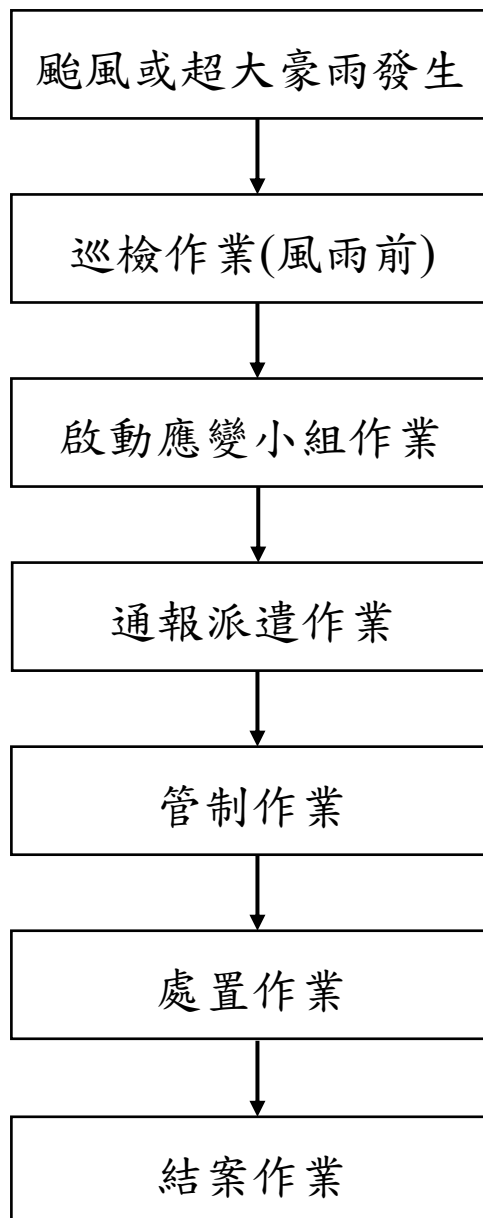 颱風或超大豪雨發生
巡檢作業(風雨前)
啟動應變小組作業
通報派遣作業
管制作業
處置作業
結案作業